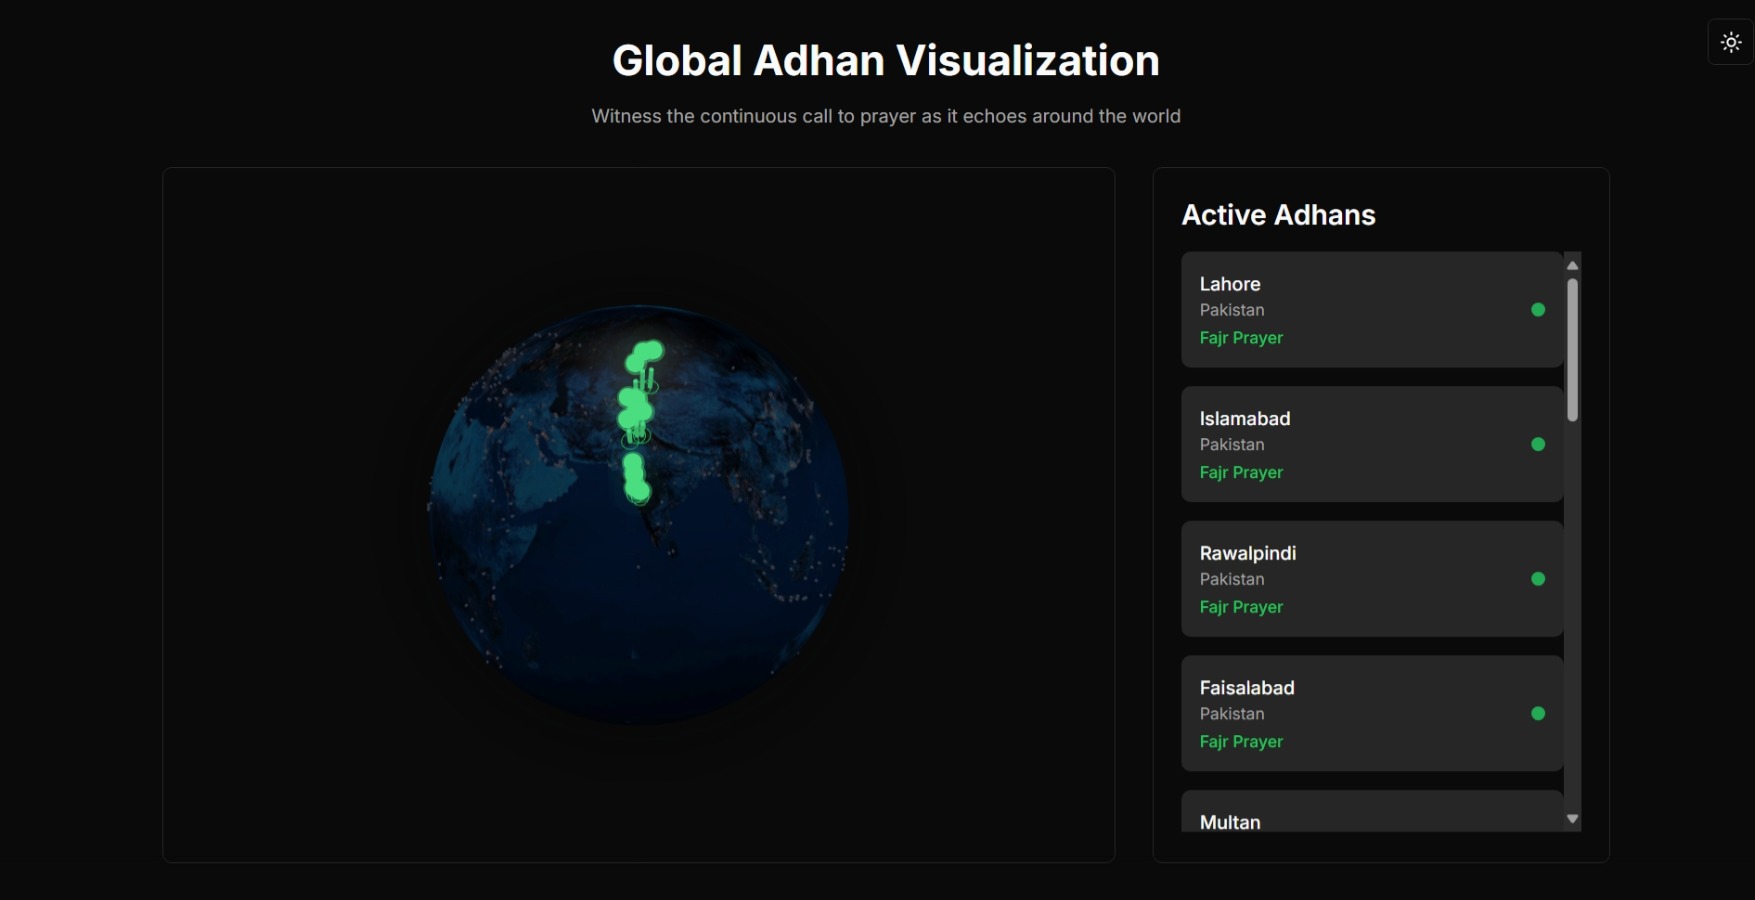 Global Adhan Visualization
Witness the continuous call to prayer as it echoes around the world
Active Adhans
Lahore
Pakistan
Fajr Prayer
Islamabad
Pakistan
Fajr Prayer
Rawalpindi
Pakistan
Fajr Prayer
Faisalabad
Pakistan
Fajr Prayer
Multan